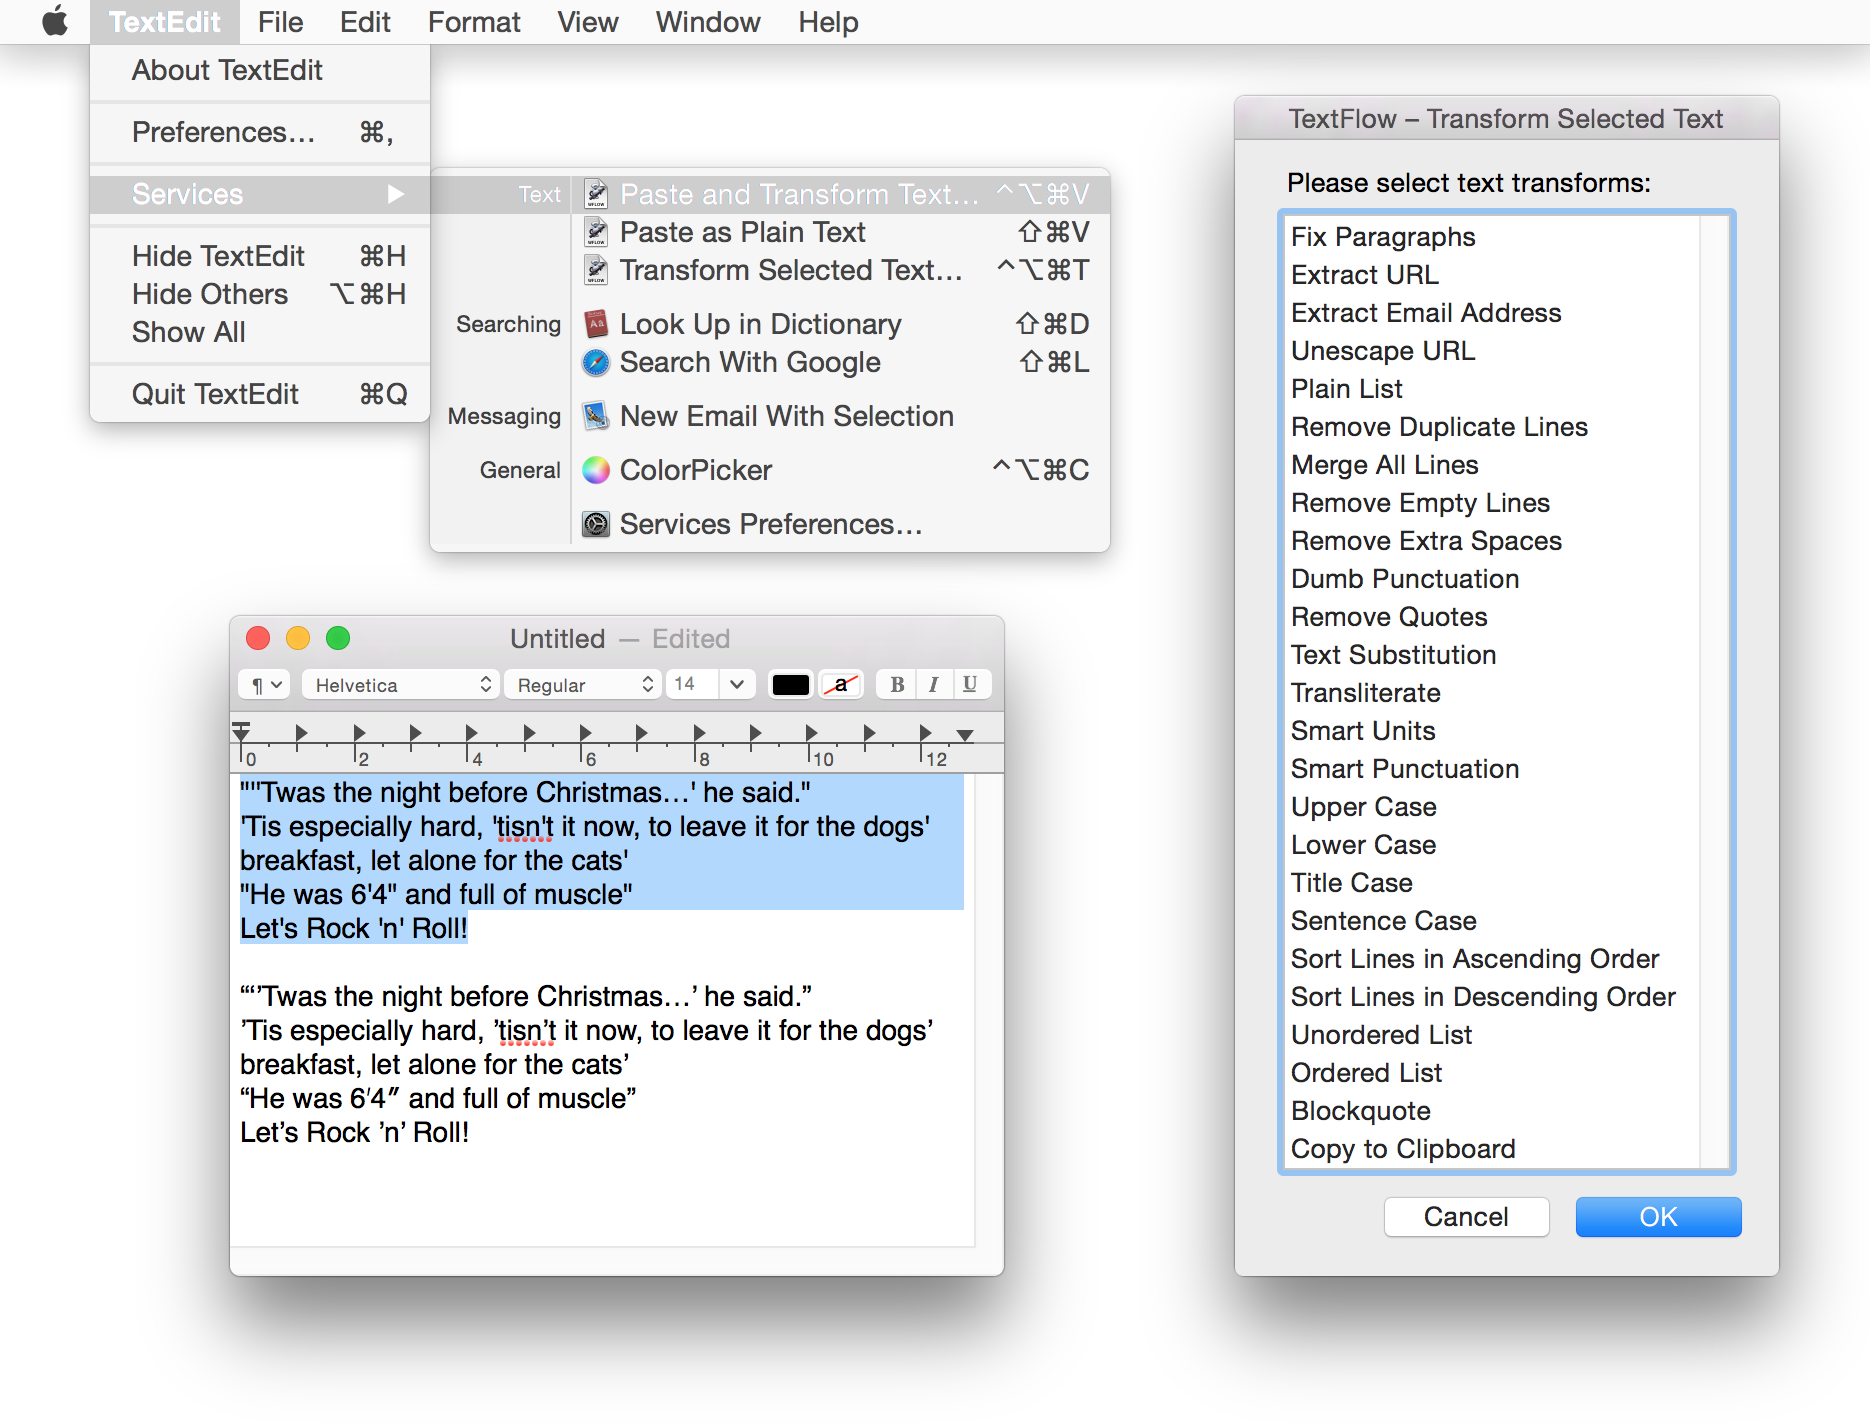 TextEdit File Edit Format View Window Help
About TextEdit
Preferences… ⌘,
Services ▶
Hide TextEdit ⌘H
Hide Others ⌥⌘H
Show All
Quit TextEdit ⌘Q
Text Paste and Transform Text… ^⌥⌘V
Paste as Plain Text ⇧⌘V
Transform Selected Text… ^⌥⌘T
Searching Look Up in Dictionary ⇧⌘D
Search With Google ⇧⌘L
Messaging New Email With Selection
General ColorPicker ^⌥⌘C
Services Preferences…
Untitled — Edited
¶ Helvetica Regular 14 a B I U
0 2 4 6 8 10 12
"''Twas the night before Christmas…' he said."
'Tis especially hard, 'tisn't it now, to leave it for the dogs'
breakfast, let alone for the cats'
"He was 6'4" and full of muscle"
Let's Rock 'n' Roll!
“‘’Twas the night before Christmas…’ he said.”
’Tis especially hard, ’tisn’t it now, to leave it for the dogs’
breakfast, let alone for the cats’
“He was 6′4″ and full of muscle”
Let’s Rock ’n’ Roll!
TextFlow – Transform Selected Text
Please select text transforms:
Fix Paragraphs
Extract URL
Extract Email Address
Unescape URL
Plain List
Remove Duplicate Lines
Merge All Lines
Remove Empty Lines
Remove Extra Spaces
Dumb Punctuation
Remove Quotes
Text Substitution
Transliterate
Smart Units
Smart Punctuation
Upper Case
Lower Case
Title Case
Sentence Case
Sort Lines in Ascending Order
Sort Lines in Descending Order
Unordered List
Ordered List
Blockquote
Copy to Clipboard
Cancel OK